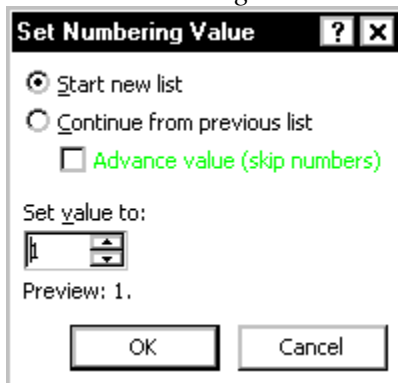 Set Numbering Value ? X
Start new list
Continue from previous list
Advance value (skip numbers)
Set value to:
1
Preview: 1.
OK Cancel